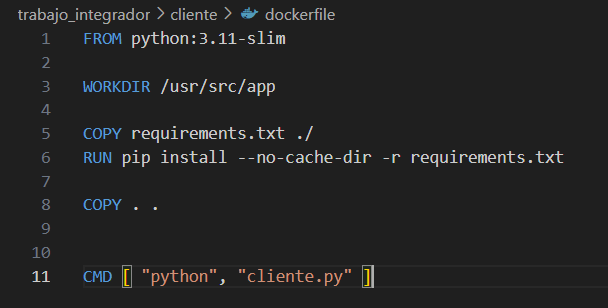 trabajo_integrador > cliente > dockerfile
1 FROM python:3.11-slim
2
3 WORKDIR /usr/src/app
4
5 COPY requirements.txt ./
6 RUN pip install --no-cache-dir -r requirements.txt
7
8 COPY . .
9
10
11 CMD [ "python", "cliente.py" ]